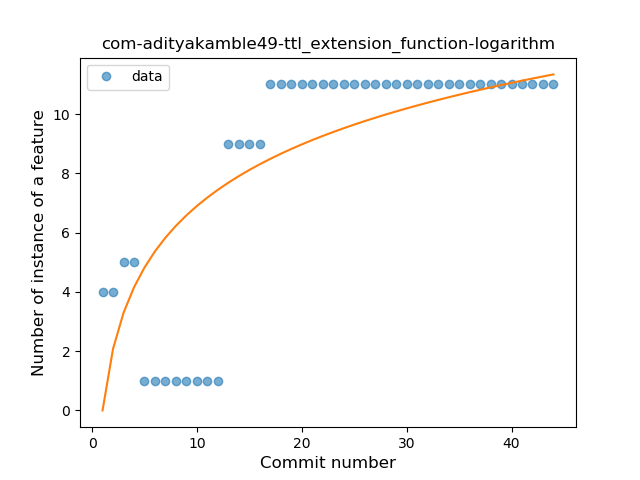 com-adityakamble49-ttl_extension_function-logarithm
data
Number of instance of a feature
10
8
6
4
2
0
0
10
20
30
40
Commit number